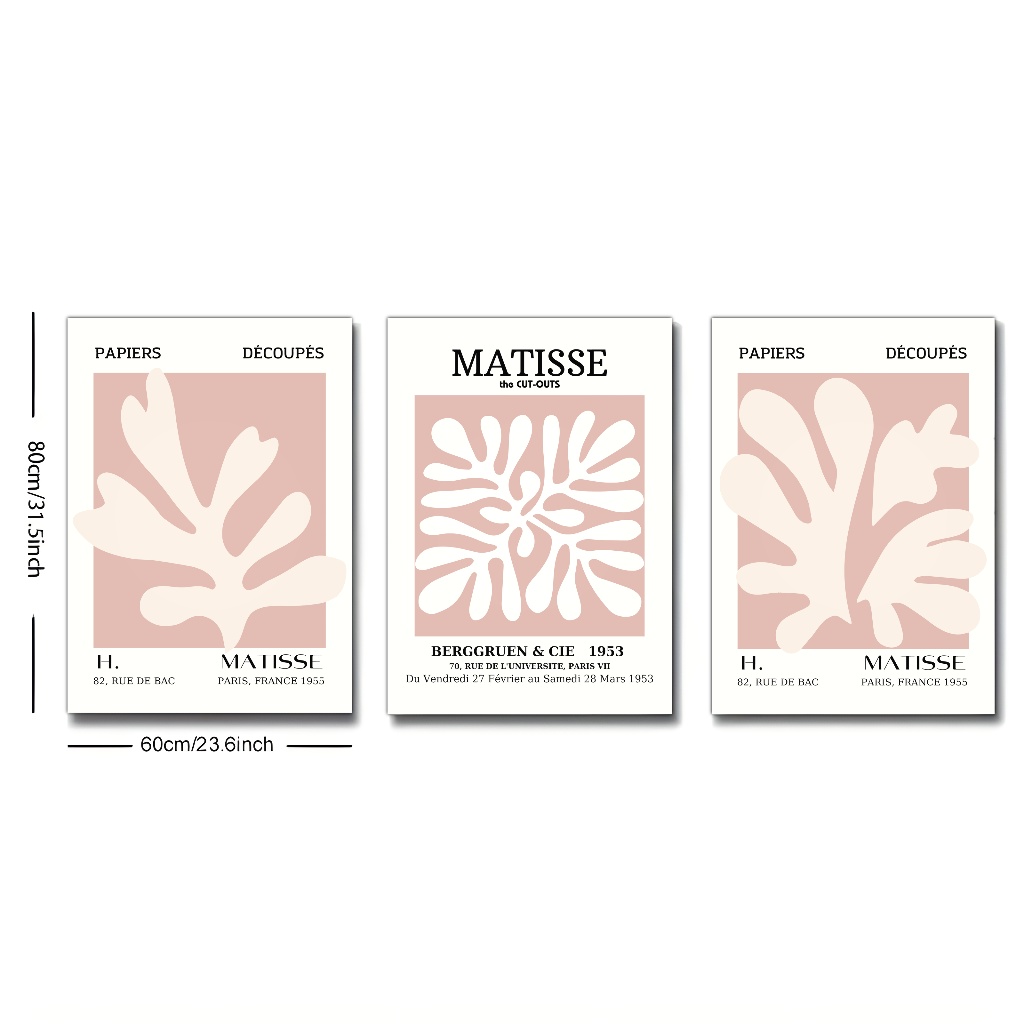 80cm/31.5inch
PAPIERS DÉCOUPÉS
H. MATISSE
82, RUE DE BAC PARIS, FRANCE 1955
60cm/23.6inch
MATISSE
the CUT-OUTS
BERGGRUEN & CIE 1953
70, RUE DE L'UNIVERSITE, PARIS VII
Du Vendredi 27 Février au Samedi 28 Mars 1953
PAPIERS DÉCOUPÉS
H. MATISSE
82, RUE DE BAC PARIS, FRANCE 1955